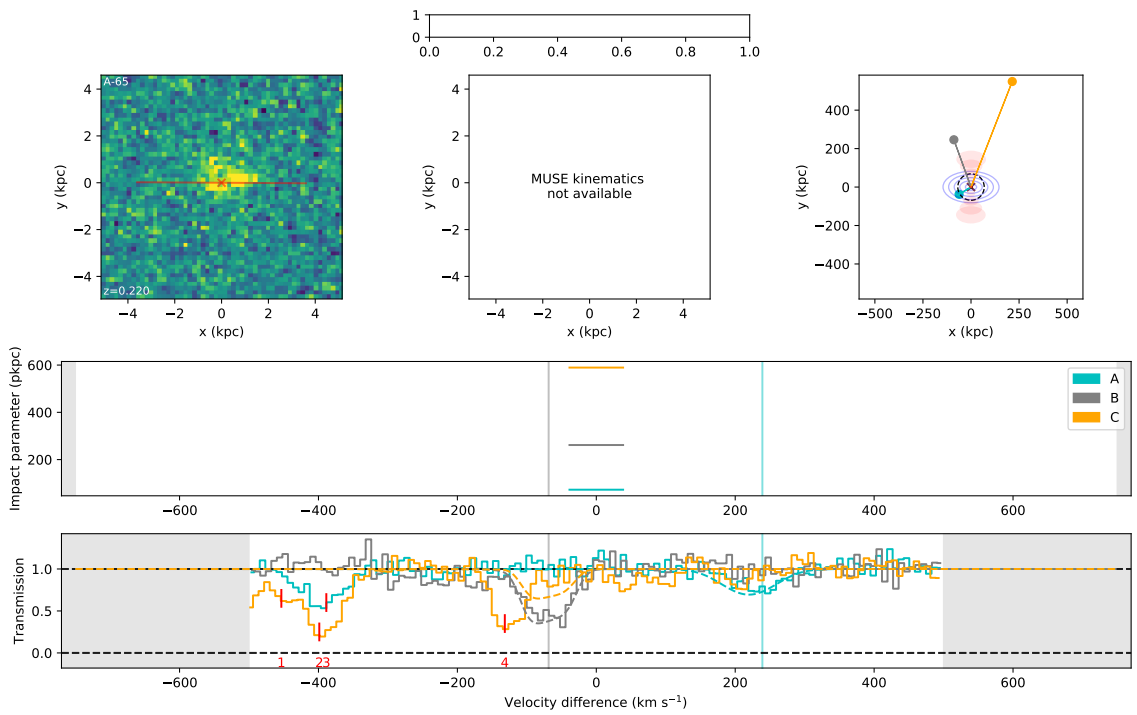 1
0
0.0 0.2 0.4 0.6 0.8 1.0
A-65
z=0.220
4
2
0
−2
−4
y (kpc)
−4 −2 0 2 4
x (kpc)
4
2
0
−2
−4
y (kpc)
MUSE kinematics
not available
−4 −2 0 2 4
x (kpc)
400
200
0
−200
−400
y (kpc)
−500 −250 0 250 500
x (kpc)
600
400
200
Impact parameter (pkpc)
A
B
C
−600 −400 −200 0 200 400 600
1.0
0.5
0.0
Transmission
1 23 4
−600 −400 −200 0 200 400 600
Velocity difference (km s⁻¹)